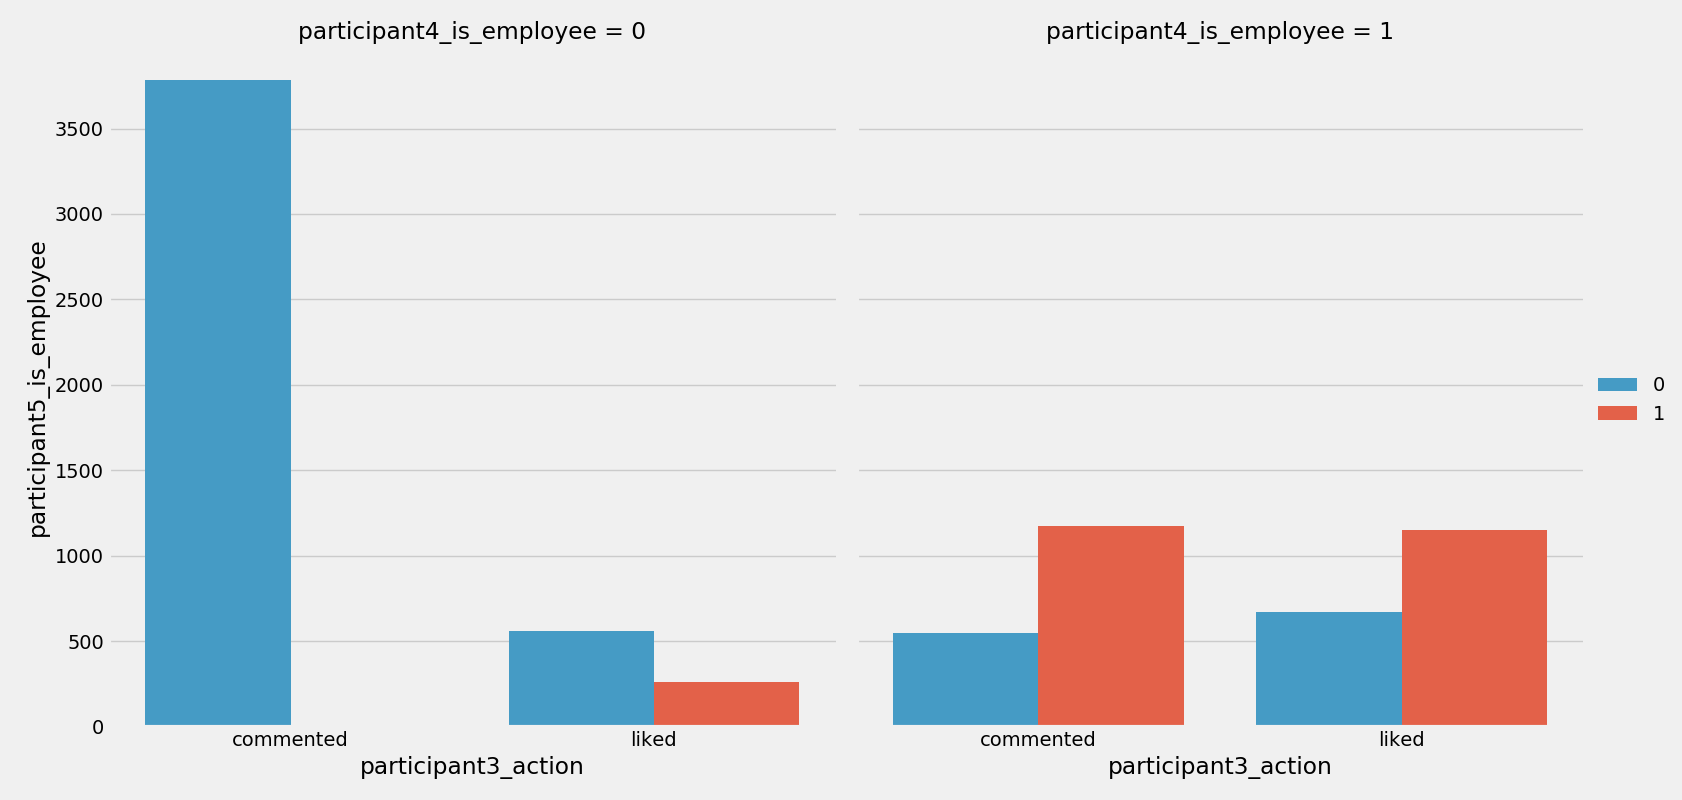 participant4_is_employee = 0
participant4_is_employee = 1
participant5_is_employee
3500
3000
2500
2000
1500
1000
500
0
commented
liked
commented
liked
participant3_action
participant3_action
0
1